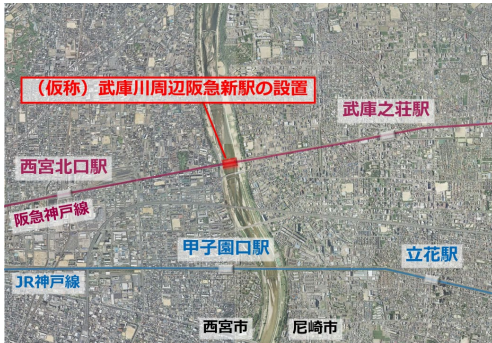 （仮称）武庫川周辺阪急新駅の設置
武庫之荘駅
西宮北口駅
阪急神戸線
甲子園口駅
立花駅
JR神戸線
西宮市
尼崎市